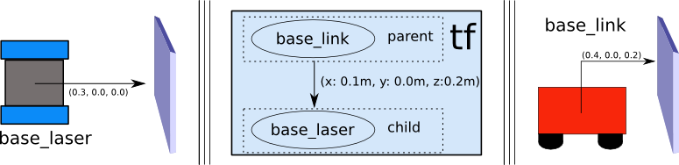 (0.3, 0.0, 0.0)
base_laser
base_link
parent
tf
(x: 0.1m, y: 0.0m, z:0.2m)
base_laser
child
base_link
(0.4, 0.0, 0.2)